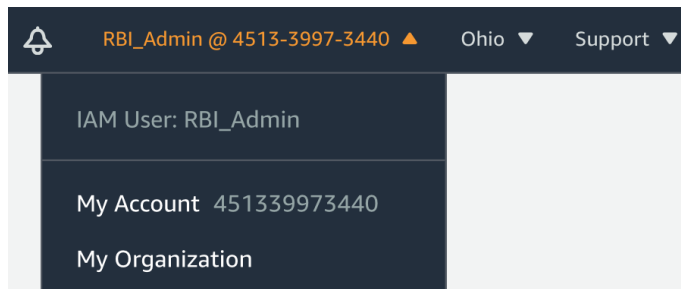 RBI_Admin @ 4513-3997-3440 Ohio Support
IAM User: RBI_Admin
My Account 451339973440
My Organization